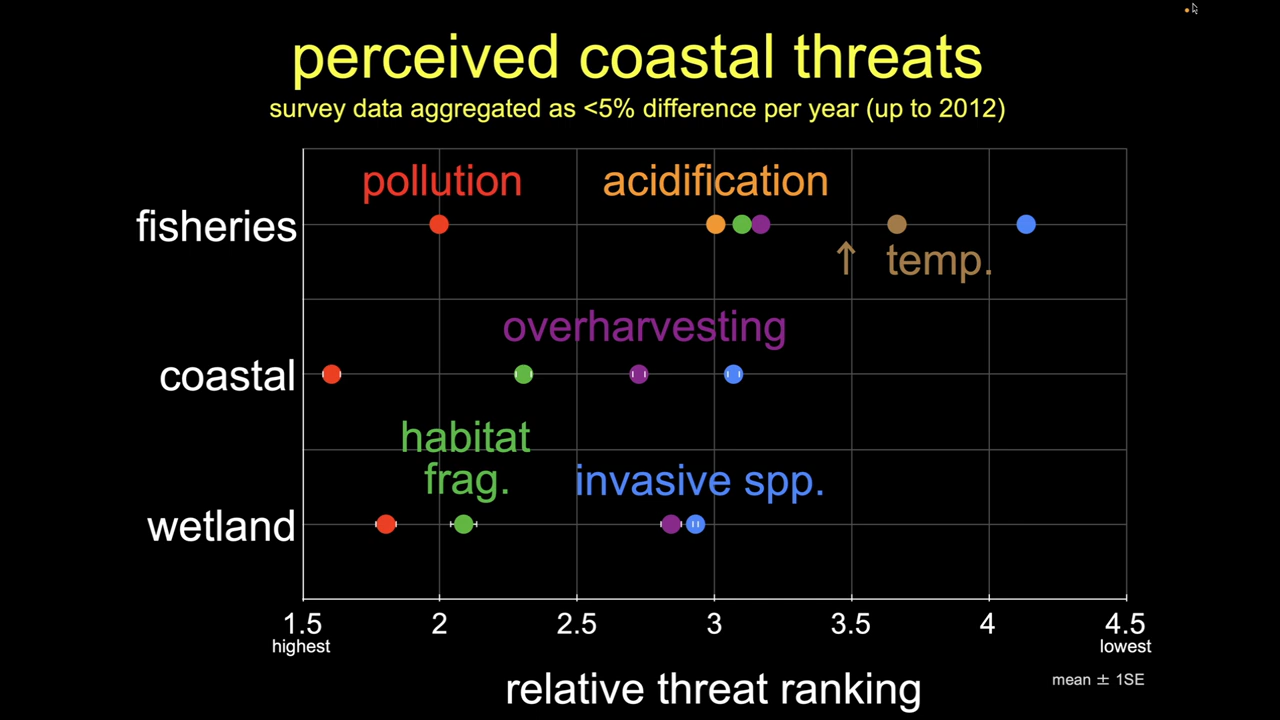 perceived coastal threats
survey data aggregated as <5% difference per year (up to 2012)
pollution
acidification
fisheries
↑ temp.
overharvesting
coastal
habitat
frag.
invasive spp.
wetland
1.5 2 2.5 3 3.5 4 4.5
highest lowest
relative threat ranking
mean ± 1SE